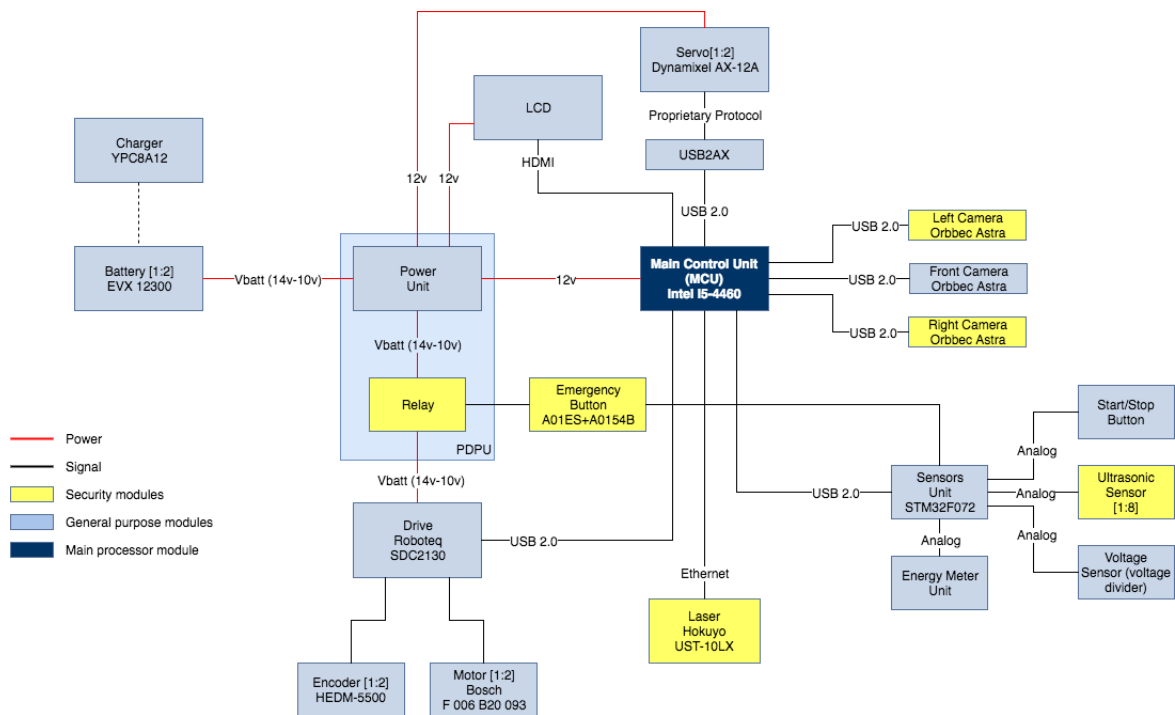 Servo[1:2]
Dynamixel AX-12A
LCD
Proprietary Protocol
Charger
YPC8A12
USB2AX
HDMI
12v
12v
USB 2.0
Left Camera
Orbbec Astra
USB 2.0
Battery [1:2]
EVX 12300
Vbatt (14v-10v)
Power
Unit
12v
Main Control Unit
(MCU)
Intel I5-4460
USB 2.0
Front Camera
Orbbec Astra
USB 2.0
Right Camera
Orbbec Astra
Vbatt (14v-10v)
Relay
Emergency
Button
A01ES+A0154B
PDPU
Start/Stop
Button
Analog
Power
Signal
Security modules
General purpose modules
Main processor module
Vbatt (14v-10v)
USB 2.0
Sensors
Unit
STM32F072
Analog
Ultrasonic
Sensor
[1:8]
Drive
Roboteq
SDC2130
USB 2.0
Analog
Analog
Energy Meter
Unit
Voltage
Sensor (voltage
divider)
Ethernet
Laser
Hokuyo
UST-10LX
Encoder [1:2]
HEDM-5500
Motor [1:2]
Bosch
F 006 B20 093